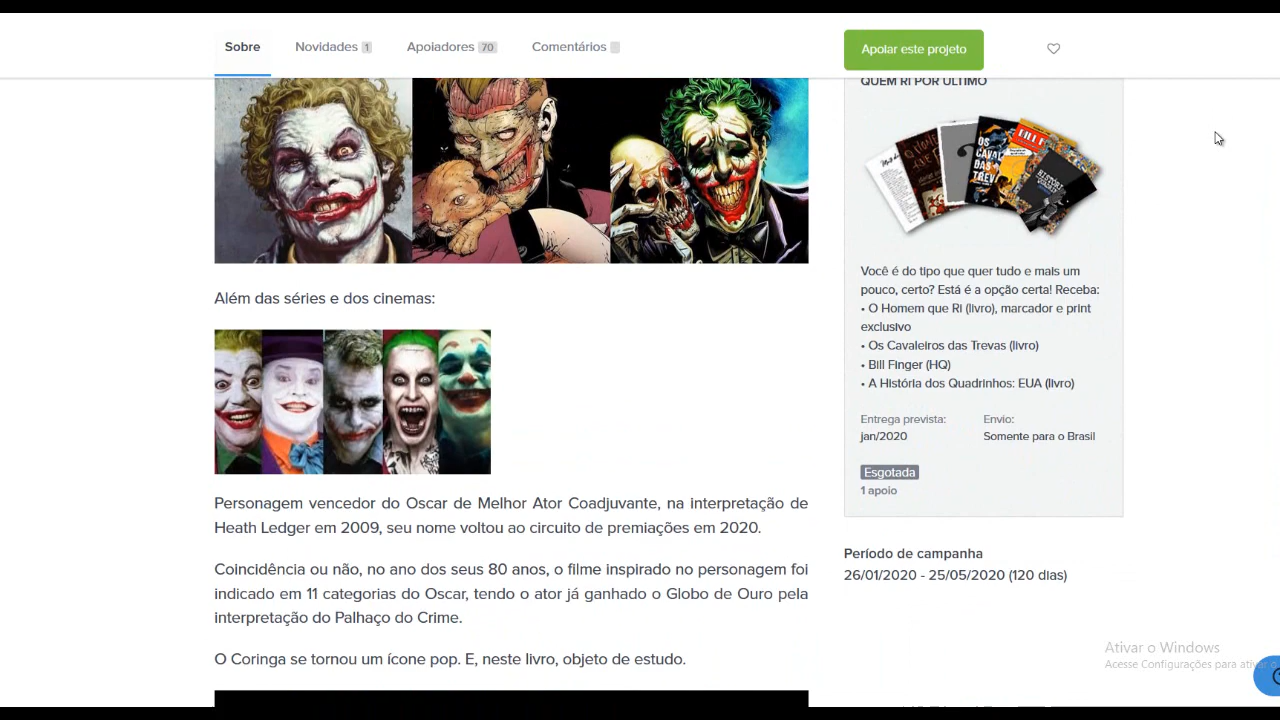 Sobre
Novidades 1
Apoiadores 70
Comentários
Apoiar este projeto
QUEM RI POR ÚLTIMO
OS CAVAL DAS TREV
BILL F
Além das séries e dos cinemas:
Personagem vencedor do Oscar de Melhor Ator Coadjuvante, na interpretação de
Heath Ledger em 2009, seu nome voltou ao circuito de premiações em 2020.
Coincidência ou não, no ano dos seus 80 anos, o filme inspirado no personagem foi
indicado em 11 categorias do Oscar, tendo o ator já ganhado o Globo de Ouro pela
interpretação do Palhaço do Crime.
O Coringa se tornou um ícone pop. E, neste livro, objeto de estudo.
Você é do tipo que quer tudo e mais um
pouco, certo? Está é a opção certa! Receba:
• O Homem que Ri (livro), marcador e print
exclusivo
• Os Cavaleiros das Trevas (livro)
• Bill Finger (HQ)
• A História dos Quadrinhos: EUA (livro)
Entrega prevista:
jan/2020
Envio:
Somente para o Brasil
Esgotada
1 apoio
Período de campanha
26/01/2020 - 25/05/2020 (120 dias)
Ativar o Windows
Acesse Configurações para ativar o